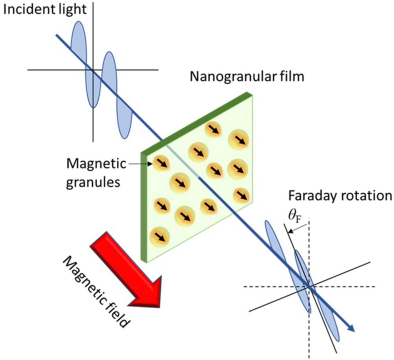 Incident light
Nanogranular film
Magnetic
granules
Faraday rotation
θF
Magnetic field